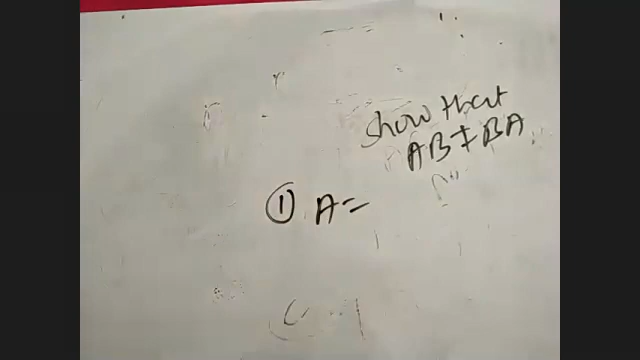 Show that
AB ≠ BA
① A =